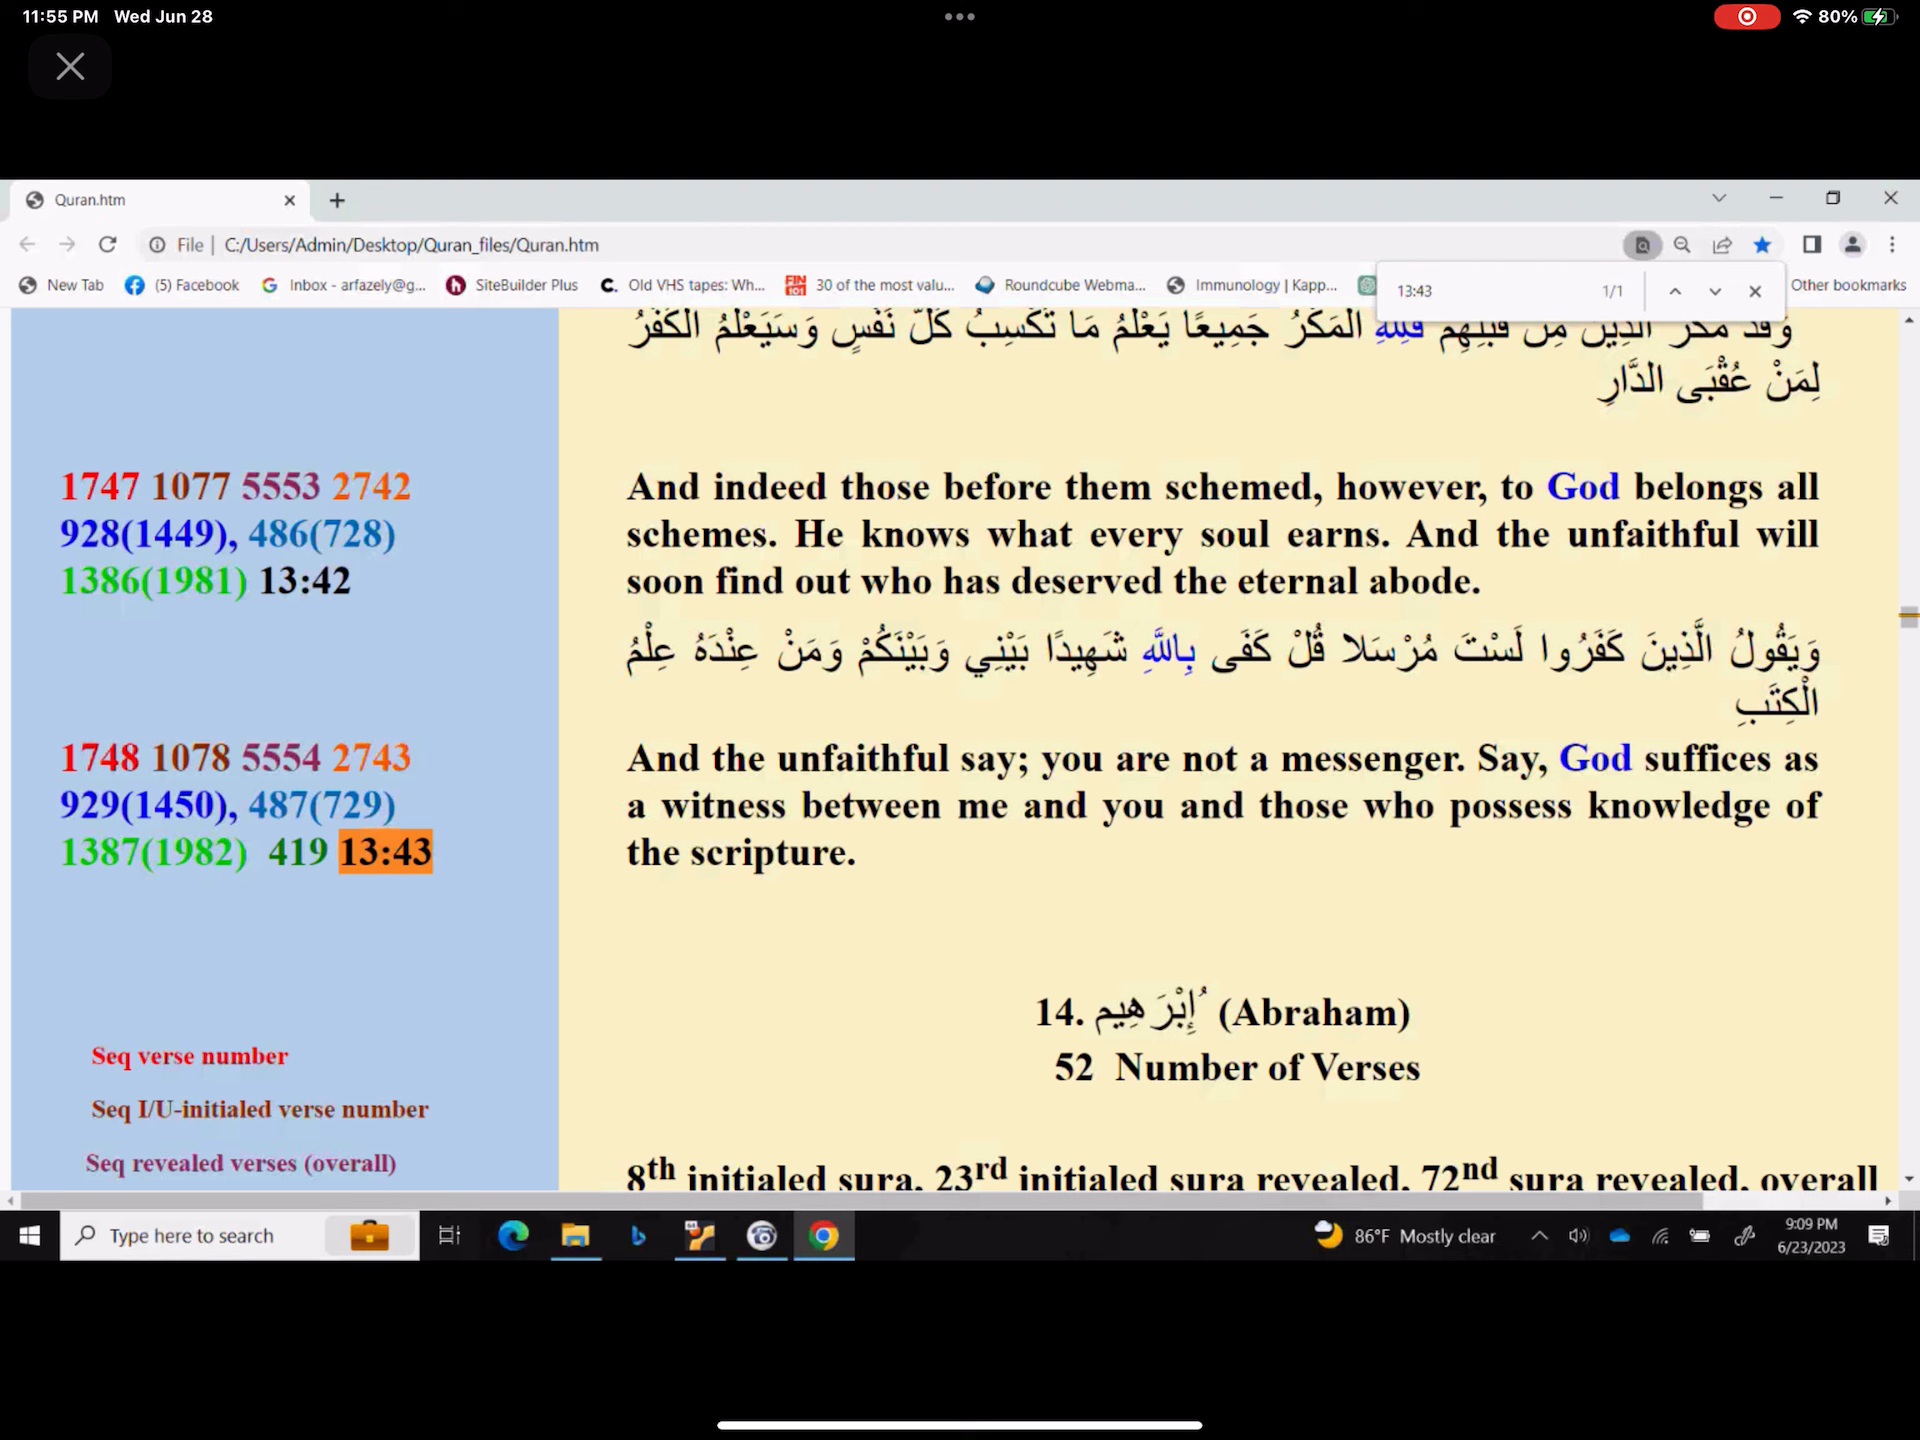 11:55 PM Wed Jun 28
80%
Quran.htm
File | C:/Users/Admin/Desktop/Quran_files/Quran.htm
New Tab (5) Facebook Inbox - arfazely@g... SiteBuilder Plus Old VHS tapes: Wh... 30 of the most valu... Roundcube Webma... Immunology | Kapp... Other bookmarks
13:43 1/1
وَقَدْ مَكَرَ الَّذِينَ مِن قَبْلِهِمْ فَلِلَّهِ الْمَكْرُ جَمِيعًا يَعْلَمُ مَا تَكْسِبُ كُلُّ نَفْسٍ وَسَيَعْلَمُ الْكُفَّرُ
لِمَنْ عُقْبَى الدَّارِ
1747 1077 5553 2742
928(1449), 486(728)
1386(1981) 13:42
And indeed those before them schemed, however, to God belongs all
schemes. He knows what every soul earns. And the unfaithful will
soon find out who has deserved the eternal abode.
وَيَقُولُ الَّذِينَ كَفَرُوا لَسْتَ مُرْسَلا قُلْ كَفَى بِاللَّهِ شَهِيدًا بَيْنِي وَبَيْنَكُمْ وَمَنْ عِنْدَهُ عِلْمُ
الْكِتَبِ
1748 1078 5554 2743
929(1450), 487(729)
1387(1982) 419 13:43
And the unfaithful say; you are not a messenger. Say, God suffices as
a witness between me and you and those who possess knowledge of
the scripture.
14. إِبْرَهِيم (Abraham)
52 Number of Verses
Seq verse number
Seq I/U-initialed verse number
Seq revealed verses (overall)
8th initialed sura, 23rd initialed sura revealed, 72nd sura revealed, overall
Type here to search
86°F Mostly clear
9:09 PM
6/23/2023